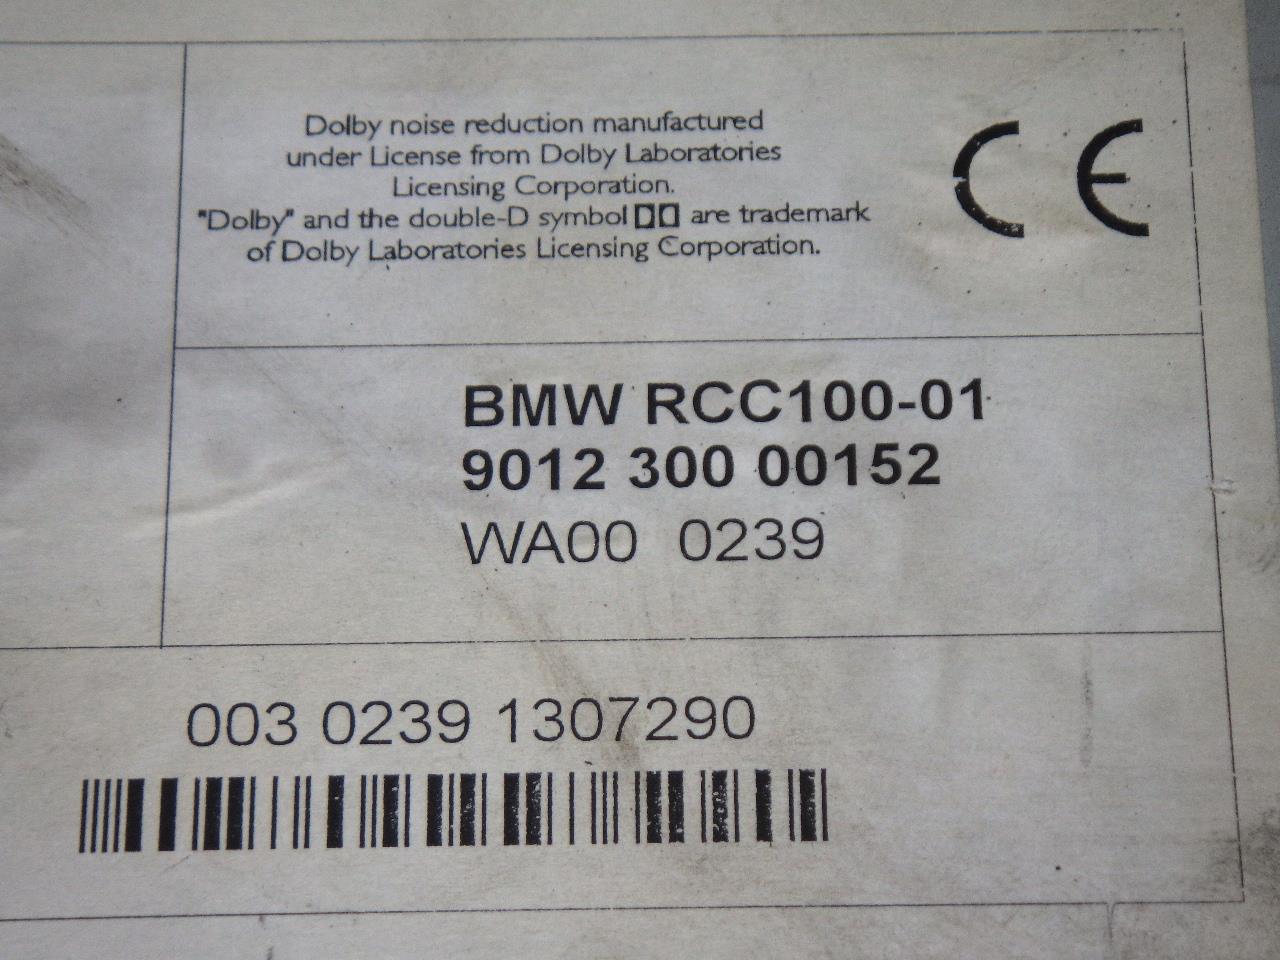 Dolby noise reduction manufactured
under License from Dolby Laboratories
Licensing Corporation.
"Dolby" and the double-D symbol are trademark
of Dolby Laboratories Licensing Corporation.
CE
BMW RCC100-01
9012 300 00152
WA00 0239
003 0239 1307290